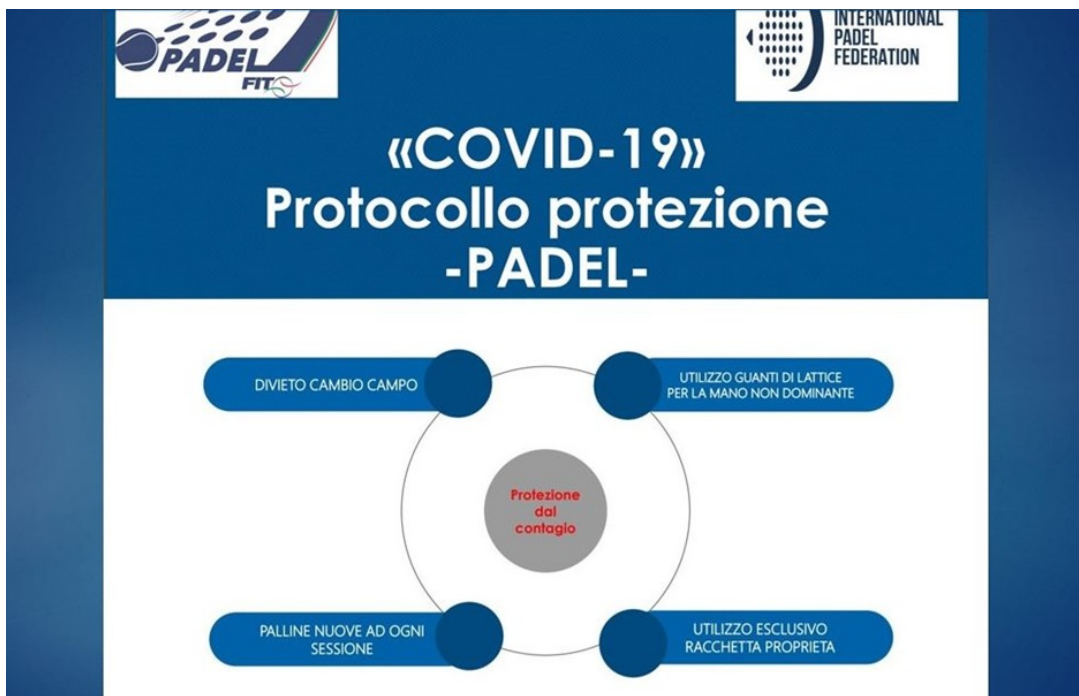 PADEL
FIT
INTERNATIONAL
PADEL
FEDERATION
«COVID-19»
Protocollo protezione
-PADEL-
DIVIETO CAMBIO CAMPO
UTILIZZO GUANTI DI LATTICE
PER LA MANO NON DOMINANTE
Protezione
dal
contagio
PALLINE NUOVE AD OGNI
SESSIONE
UTILIZZO ESCLUSIVO
RACCHETTA PROPRIETA